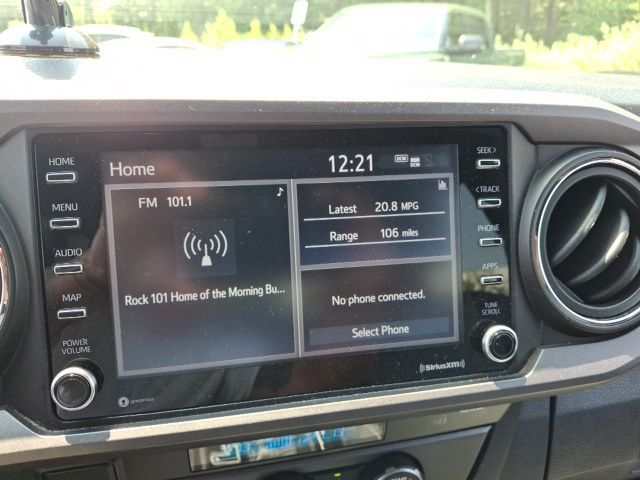 HOME
MENU
AUDIO
MAP
POWER
VOLUME
Home
12:21
DCM
DCM
FM 101.1
Rock 101 Home of the Morning Bu...
Latest 20.8 MPG
Range 106 miles
No phone connected.
Select Phone
((SiriusXM))
SEEK>
<TRACK
PHONE
APPS
TUNE
SCROLL